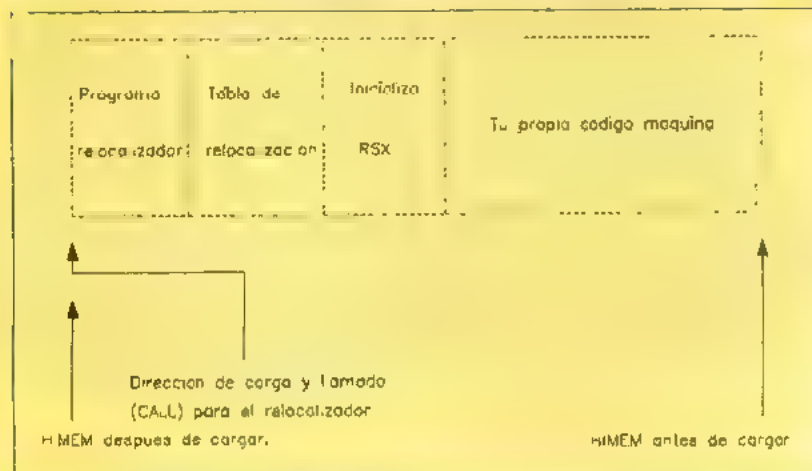 Programa
relocalizador
Tabla de
relocalizacion
Inicializa
RSX
Tu propio codigo maquina
Direccion de carga y llamada
(CALL) para el relocalizador
HIMEM despues de cargar.
HIMEM antes de cargar